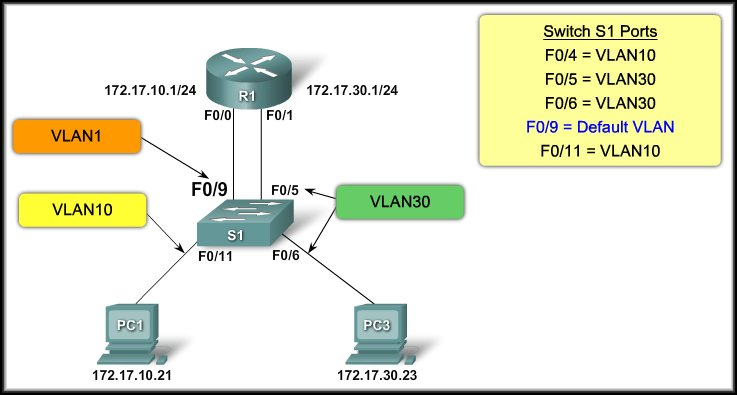 Switch S1 Ports
F0/4 = VLAN10
F0/5 = VLAN30
F0/6 = VLAN30
F0/9 = Default VLAN
F0/11 = VLAN10
172.17.10.1/24
R1
172.17.30.1/24
F0/0
F0/1
VLAN1
F0/9
F0/5
VLAN10
VLAN30
S1
F0/11
F0/6
PC1
PC3
172.17.10.21
172.17.30.23